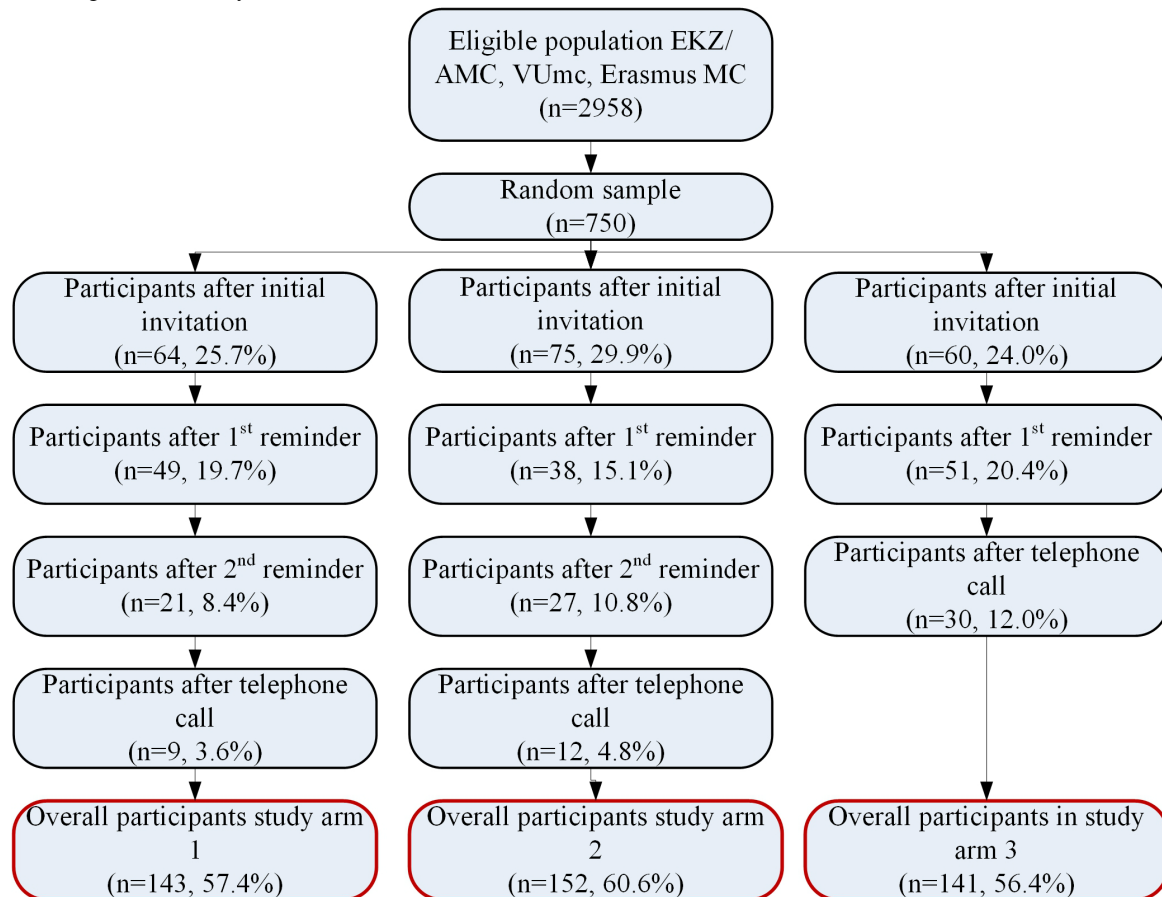 Eligible population EKZ/
AMC, VUmc, Erasmus MC
(n=2958)
Random sample
(n=750)
Participants after initial
invitation
(n=64, 25.7%)
Participants after initial
invitation
(n=75, 29.9%)
Participants after initial
invitation
(n=60, 24.0%)
Participants after 1st reminder
(n=49, 19.7%)
Participants after 1st reminder
(n=38, 15.1%)
Participants after 1st reminder
(n=51, 20.4%)
Participants after 2nd reminder
(n=21, 8.4%)
Participants after 2nd reminder
(n=27, 10.8%)
Participants after telephone
call
(n=30, 12.0%)
Participants after telephone
call
(n=9, 3.6%)
Participants after telephone
call
(n=12, 4.8%)
Overall participants study arm
1
(n=143, 57.4%)
Overall participants study arm
2
(n=152, 60.6%)
Overall participants in study
arm 3
(n=141, 56.4%)